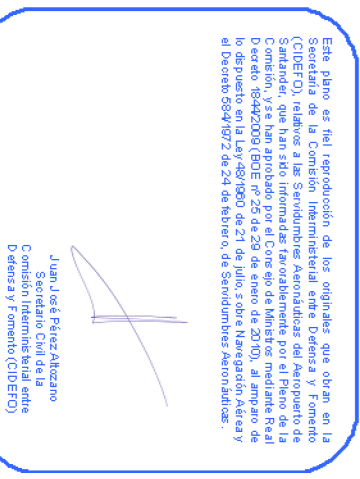 Este plano es fiel reproducción de los originales que obran en la
Secretaría de la Comisión Interministerial entre Defensa y Fomento
(CIDEFO), relativos a las Servidumbres Aeronáuticas del Aeropuerto de
Santander, que han sido informadas favorablemente por el Pleno de la
Comisión, y se han aprobado por el Consejo de Ministros mediante Real
Decreto 1844/2009 (BOE nº 25 de 29 de enero de 2010), al amparo de
lo dispuesto en la Ley 48/1960 de 21 de julio, sobre Navegación Aérea y
el Decreto 584/1972 de 24 de febrero, de Servidumbres Aeronáuticas.
Juan José Pérez Altozano
Secretario Civil de la
Comisión Interministerial entre
Defensa y Fomento (CIDEFO)